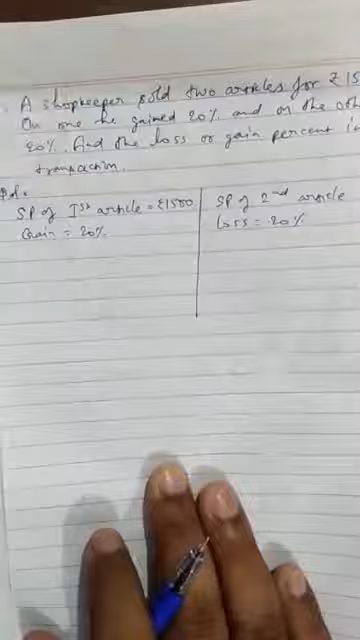 A shopkeeper sold two articles for ₹ 15
On one he gained 20% and on the oth
20%. Find the loss or gain percent i
transaction.
Sol.
SP of Ist article = ₹1500
Gain = 20%
SP of 2nd article
Loss = 20%